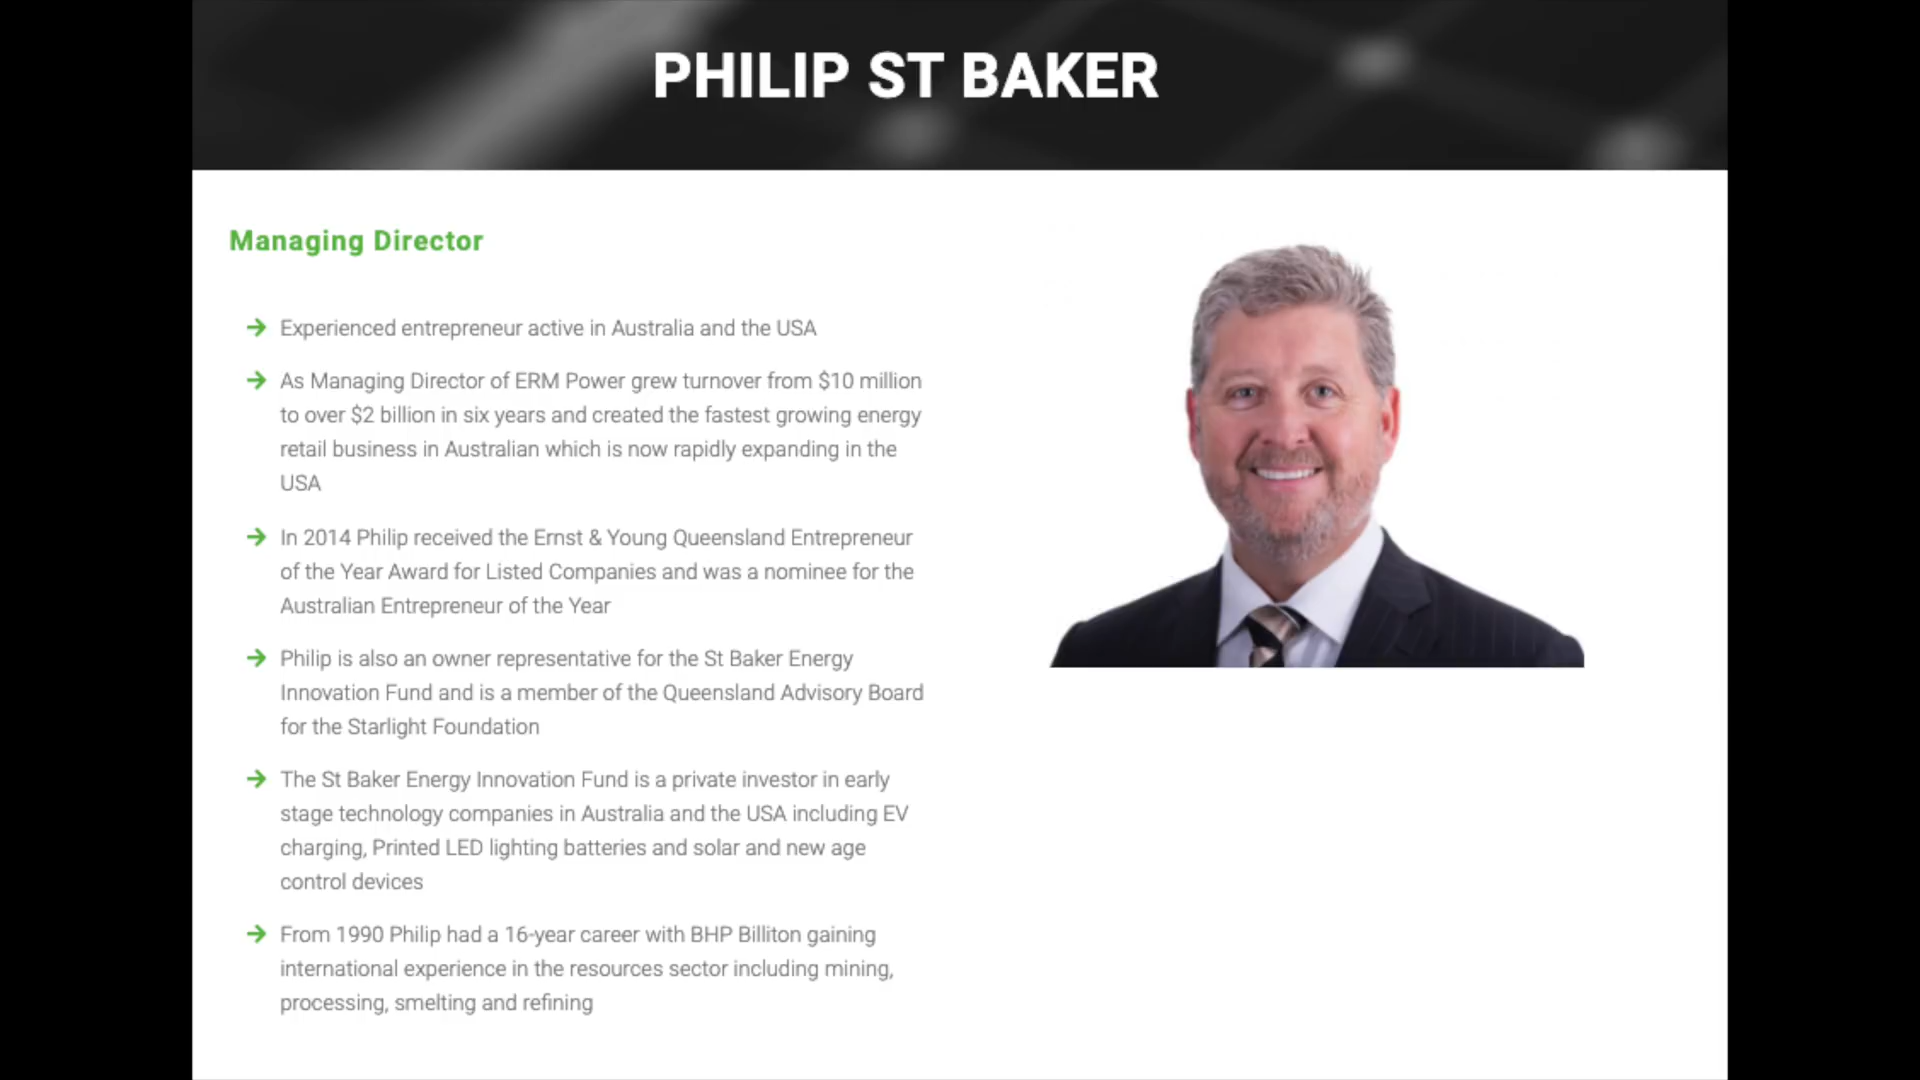 PHILIP ST BAKER
Managing Director
Experienced entrepreneur active in Australia and the USA
As Managing Director of ERM Power grew turnover from $10 million
to over $2 billion in six years and created the fastest growing energy
retail business in Australian which is now rapidly expanding in the
USA
In 2014 Philip received the Ernst & Young Queensland Entrepreneur
of the Year Award for Listed Companies and was a nominee for the
Australian Entrepreneur of the Year
Philip is also an owner representative for the St Baker Energy
Innovation Fund and is a member of the Queensland Advisory Board
for the Starlight Foundation
The St Baker Energy Innovation Fund is a private investor in early
stage technology companies in Australia and the USA including EV
charging, Printed LED lighting batteries and solar and new age
control devices
From 1990 Philip had a 16-year career with BHP Billiton gaining
international experience in the resources sector including mining,
processing, smelting and refining